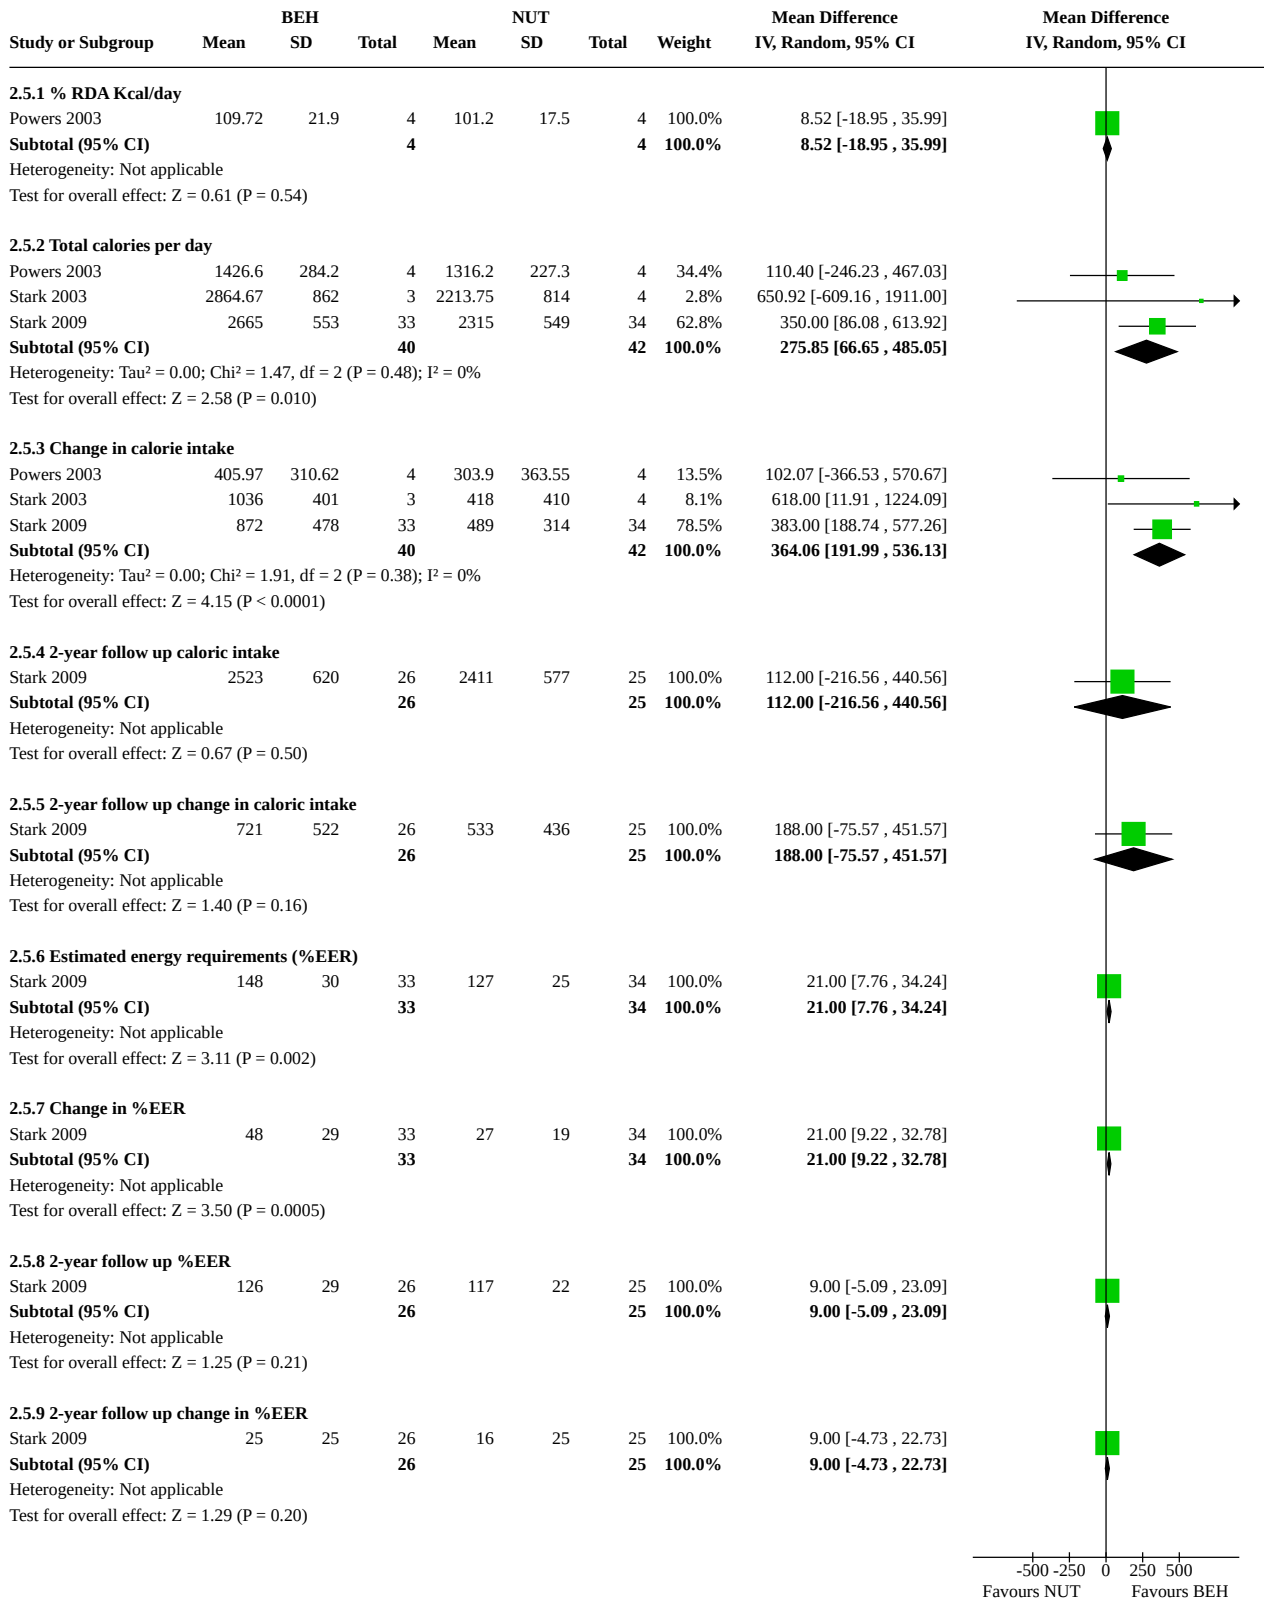 BEH NUT Mean Difference Mean Difference
Study or Subgroup Mean SD Total Mean SD Total Weight IV, Random, 95% CI IV, Random, 95% CI
2.5.1 % RDA Kcal/day
Powers 2003 109.72 21.9 4 101.2 17.5 4 100.0% 8.52 [-18.95 , 35.99]
Subtotal (95% CI) 4 4 100.0% 8.52 [-18.95 , 35.99]
Heterogeneity: Not applicable
Test for overall effect: Z = 0.61 (P = 0.54)
2.5.2 Total calories per day
Powers 2003 1426.6 284.2 4 1316.2 227.3 4 34.4% 110.40 [-246.23 , 467.03]
Stark 2003 2864.67 862 3 2213.75 814 4 2.8% 650.92 [-609.16 , 1911.00]
Stark 2009 2665 553 33 2315 549 34 62.8% 350.00 [86.08 , 613.92]
Subtotal (95% CI) 40 42 100.0% 275.85 [66.65 , 485.05]
Heterogeneity: Tau² = 0.00; Chi² = 1.47, df = 2 (P = 0.48); I² = 0%
Test for overall effect: Z = 2.58 (P = 0.010)
2.5.3 Change in calorie intake
Powers 2003 405.97 310.62 4 303.9 363.55 4 13.5% 102.07 [-366.53 , 570.67]
Stark 2003 1036 401 3 418 410 4 8.1% 618.00 [11.91 , 1224.09]
Stark 2009 872 478 33 489 314 34 78.5% 383.00 [188.74 , 577.26]
Subtotal (95% CI) 40 42 100.0% 364.06 [191.99 , 536.13]
Heterogeneity: Tau² = 0.00; Chi² = 1.91, df = 2 (P = 0.38); I² = 0%
Test for overall effect: Z = 4.15 (P < 0.0001)
2.5.4 2-year follow up caloric intake
Stark 2009 2523 620 26 2411 577 25 100.0% 112.00 [-216.56 , 440.56]
Subtotal (95% CI) 26 25 100.0% 112.00 [-216.56 , 440.56]
Heterogeneity: Not applicable
Test for overall effect: Z = 0.67 (P = 0.50)
2.5.5 2-year follow up change in caloric intake
Stark 2009 721 522 26 533 436 25 100.0% 188.00 [-75.57 , 451.57]
Subtotal (95% CI) 26 25 100.0% 188.00 [-75.57 , 451.57]
Heterogeneity: Not applicable
Test for overall effect: Z = 1.40 (P = 0.16)
2.5.6 Estimated energy requirements (%EER)
Stark 2009 148 30 33 127 25 34 100.0% 21.00 [7.76 , 34.24]
Subtotal (95% CI) 33 34 100.0% 21.00 [7.76 , 34.24]
Heterogeneity: Not applicable
Test for overall effect: Z = 3.11 (P = 0.002)
2.5.7 Change in %EER
Stark 2009 48 29 33 27 19 34 100.0% 21.00 [9.22 , 32.78]
Subtotal (95% CI) 33 34 100.0% 21.00 [9.22 , 32.78]
Heterogeneity: Not applicable
Test for overall effect: Z = 3.50 (P = 0.0005)
2.5.8 2-year follow up %EER
Stark 2009 126 29 26 117 22 25 100.0% 9.00 [-5.09 , 23.09]
Subtotal (95% CI) 26 25 100.0% 9.00 [-5.09 , 23.09]
Heterogeneity: Not applicable
Test for overall effect: Z = 1.25 (P = 0.21)
2.5.9 2-year follow up change in %EER
Stark 2009 25 25 26 16 25 25 100.0% 9.00 [-4.73 , 22.73]
Subtotal (95% CI) 26 25 100.0% 9.00 [-4.73 , 22.73]
Heterogeneity: Not applicable
Test for overall effect: Z = 1.29 (P = 0.20)
-500 -250 0 250 500
Favours NUT Favours BEH